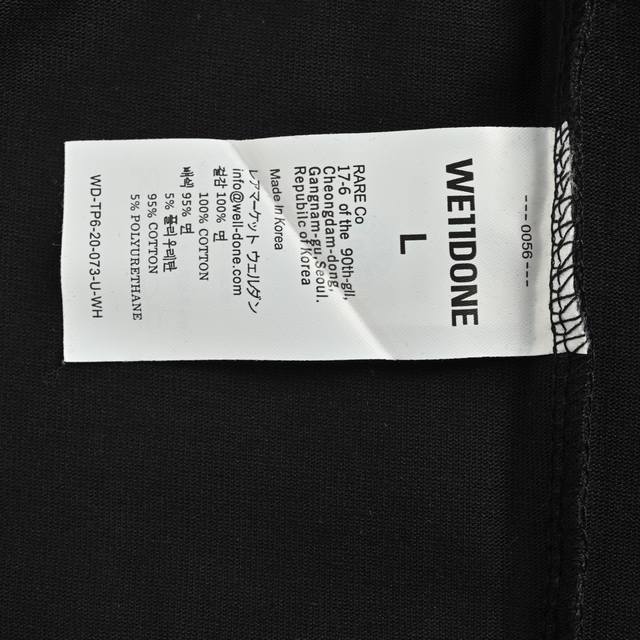 --- 0056 ---
WE11DONE
L
RARE Co
17-6 of the 90th-gil,
Cheongdam-dong,
Gangnam-gu, Seoul.
Republic of Korea
Made in Korea
レアマーケット ウェルダン
info@well-done.com
겉감 100% 면
100% COTTON
배색 95% 면
5% 폴리우레탄
95% COTTON
5% POLYURETHANE
WD-TP6-20-073-U-WH